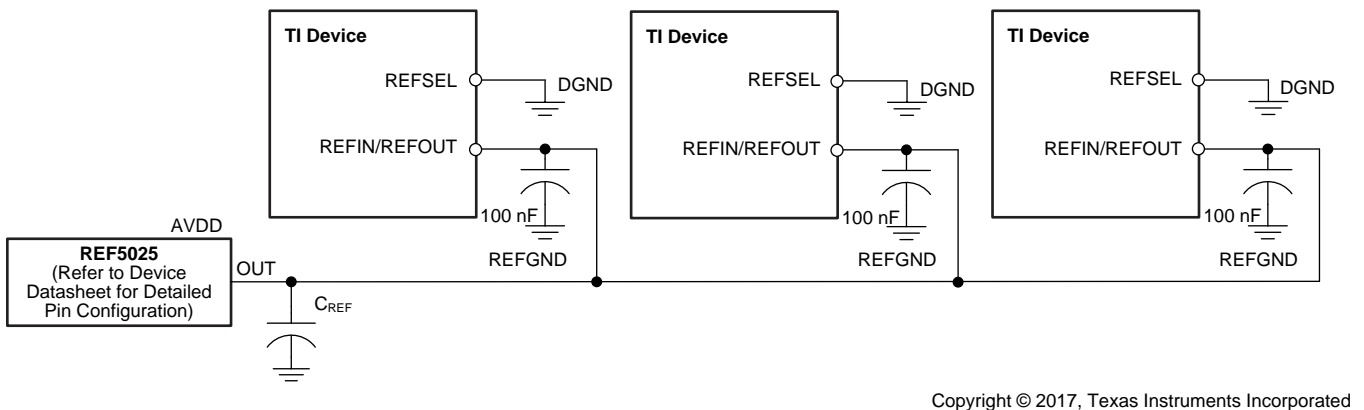 TI Device
REFSEL
DGND
REFIN/REFOUT
100 nF
REFGND
TI Device
REFSEL
DGND
REFIN/REFOUT
100 nF
REFGND
TI Device
REFSEL
DGND
REFIN/REFOUT
100 nF
REFGND
AVDD
REF5025
(Refer to Device
Datasheet for Detailed
Pin Configuration)
OUT
CREF
Copyright © 2017, Texas Instruments Incorporated